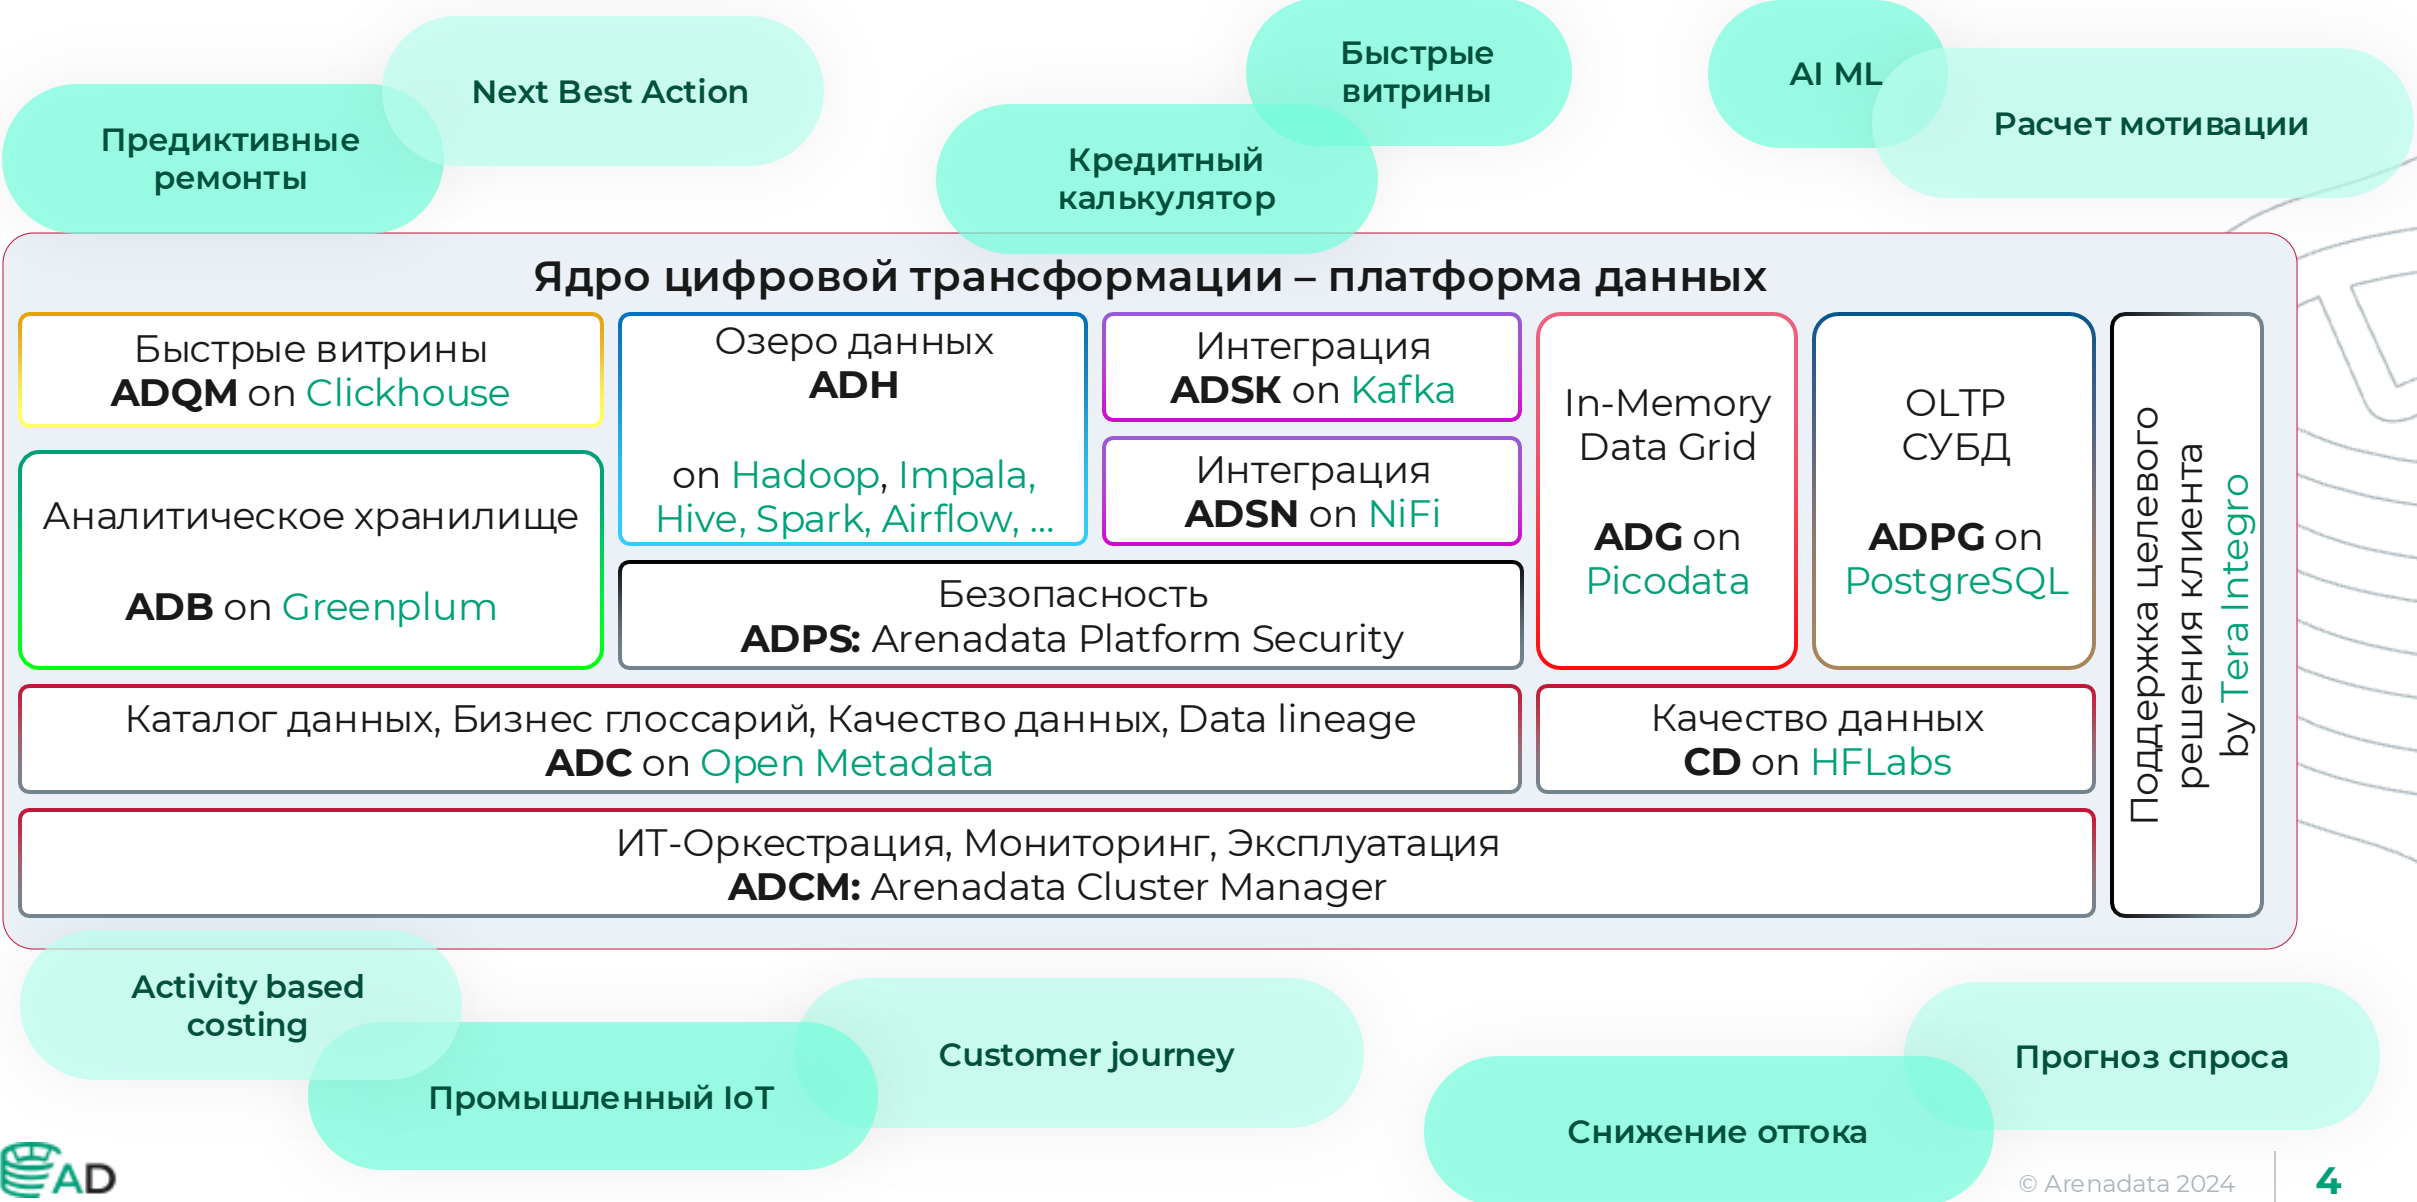 Предиктивные
ремонты
Next Best Action
Кредитный
калькулятор
Быстрые
витрины
AI ML
Расчет мотивации
Ядро цифровой трансформации – платформа данных
Быстрые витрины
ADQM on Clickhouse
Аналитическое хранилище
ADB on Greenplum
Озеро данных
ADH
on Hadoop, Impala,
Hive, Spark, Airflow, ...
Интеграция
ADSK on Kafka
Интеграция
ADSN on NiFi
Безопасность
ADPS: Arenadata Platform Security
In-Memory
Data Grid
ADG on
Picodata
OLTP
СУБД
ADPG on
PostgreSQL
Каталог данных, Бизнес глоссарий, Качество данных, Data lineage
ADC on Open Metadata
Качество данных
CD on HFLabs
ИТ-Оркестрация, Мониторинг, Эксплуатация
ADCM: Arenadata Cluster Manager
Поддержка целевого
решения клиента
by Tera Integro
Activity based
costing
Промышленный IoT
Customer journey
Снижение оттока
Прогноз спроса
AD
© Arenadata 2024
4